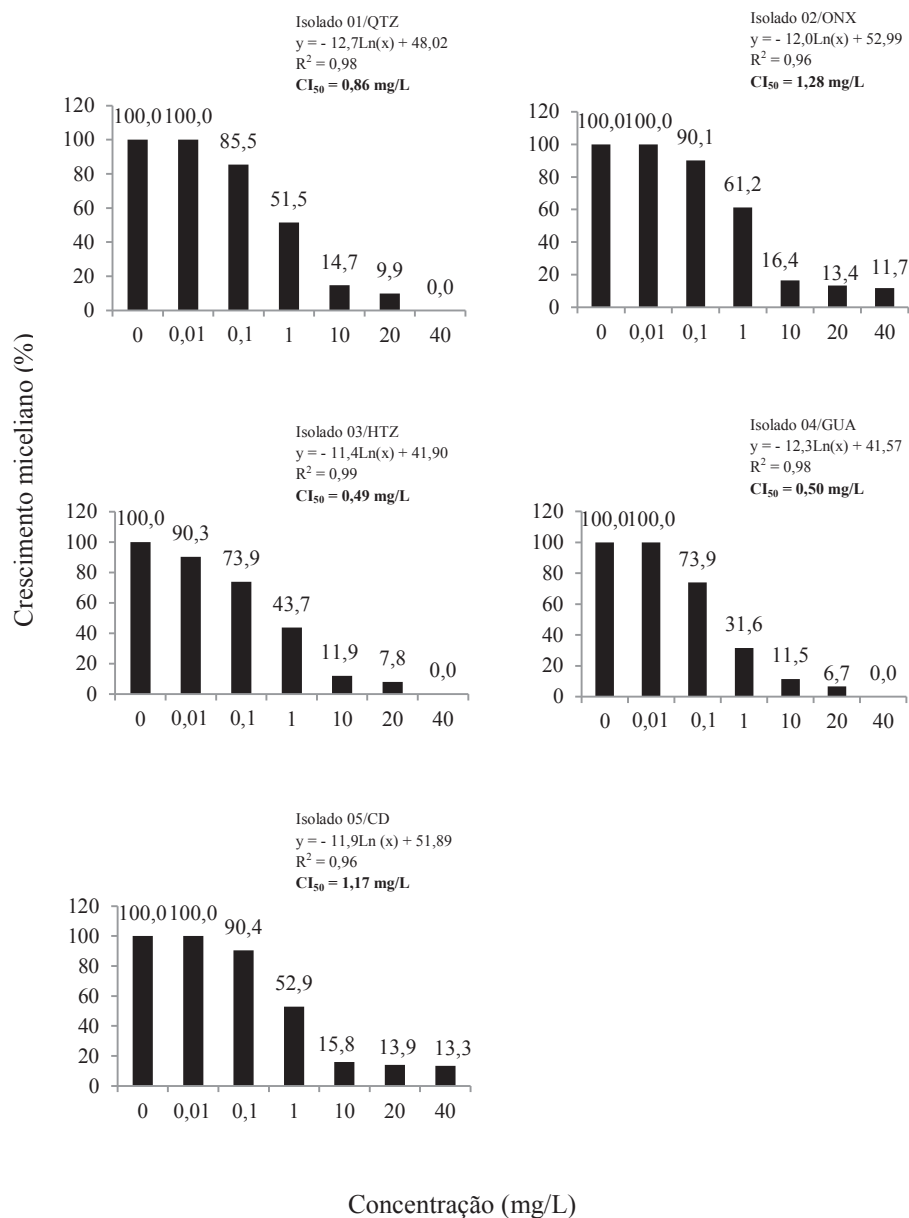 Isolado 01/QTZ
y = - 12,7Ln(x) + 48,02
R² = 0,98
CI₅₀ = 0,86 mg/L
120
100
80
60
40
20
0
100,0 100,0 85,5 51,5 14,7 9,9 0,0
0 0,01 0,1 1 10 20 40
Isolado 02/ONX
y = - 12,0Ln(x) + 52,99
R² = 0,96
CI₅₀ = 1,28 mg/L
120
100
80
60
40
20
0
100,0 100,0 90,1 61,2 16,4 13,4 11,7
0 0,01 0,1 1 10 20 40
Crescimento miceliano (%)
Isolado 03/HTZ
y = - 11,4Ln(x) + 41,90
R² = 0,99
CI₅₀ = 0,49 mg/L
120
100
80
60
40
20
0
100,0 90,3 73,9 43,7 11,9 7,8 0,0
0 0,01 0,1 1 10 20 40
Isolado 04/GUA
y = - 12,3Ln(x) + 41,57
R² = 0,98
CI₅₀ = 0,50 mg/L
120
100
80
60
40
20
0
100,0 100,0 73,9 31,6 11,5 6,7 0,0
0 0,01 0,1 1 10 20 40
Isolado 05/CD
y = - 11,9Ln (x) + 51,89
R² = 0,96
CI₅₀ = 1,17 mg/L
120
100
80
60
40
20
0
100,0 100,0 90,4 52,9 15,8 13,9 13,3
0 0,01 0,1 1 10 20 40
Concentração (mg/L)